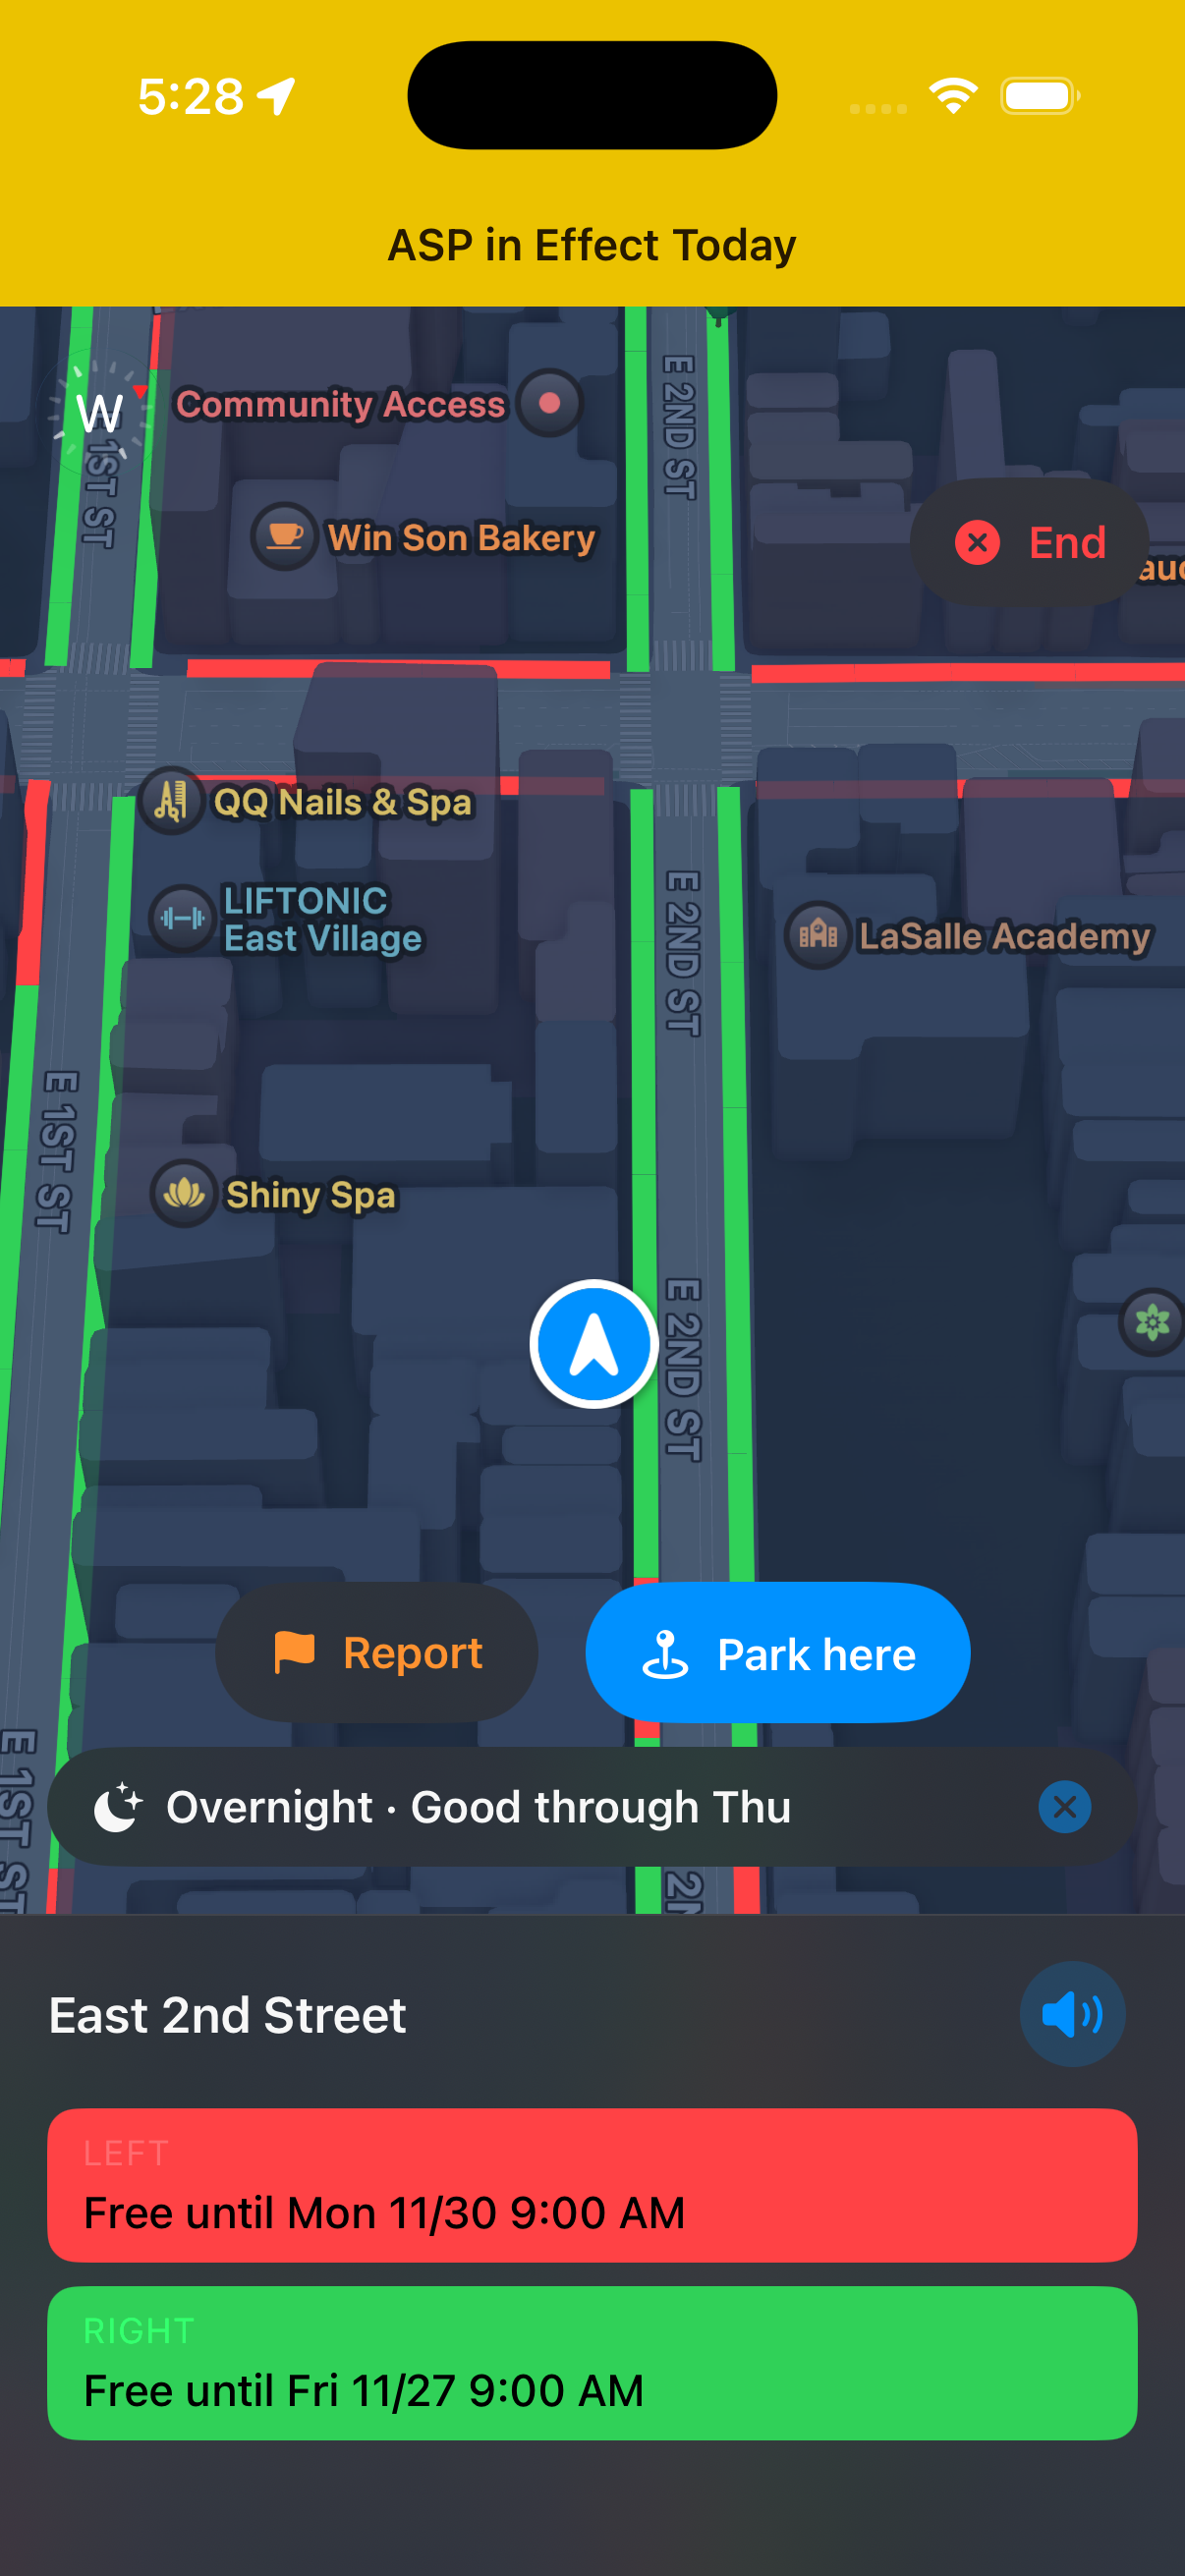 5:28
ASP in Effect Today
W
E 1ST ST
Community Access
E 2ND ST
Win Son Bakery
End
QQ Nails & Spa
LIFTONIC
East Village
E 2ND ST
LaSalle Academy
E 1ST ST
Shiny Spa
E 2ND ST
Report
Park here
E 1ST ST
Overnight · Good through Thu
East 2nd Street
LEFT
Free until Mon 11/30 9:00 AM
RIGHT
Free until Fri 11/27 9:00 AM